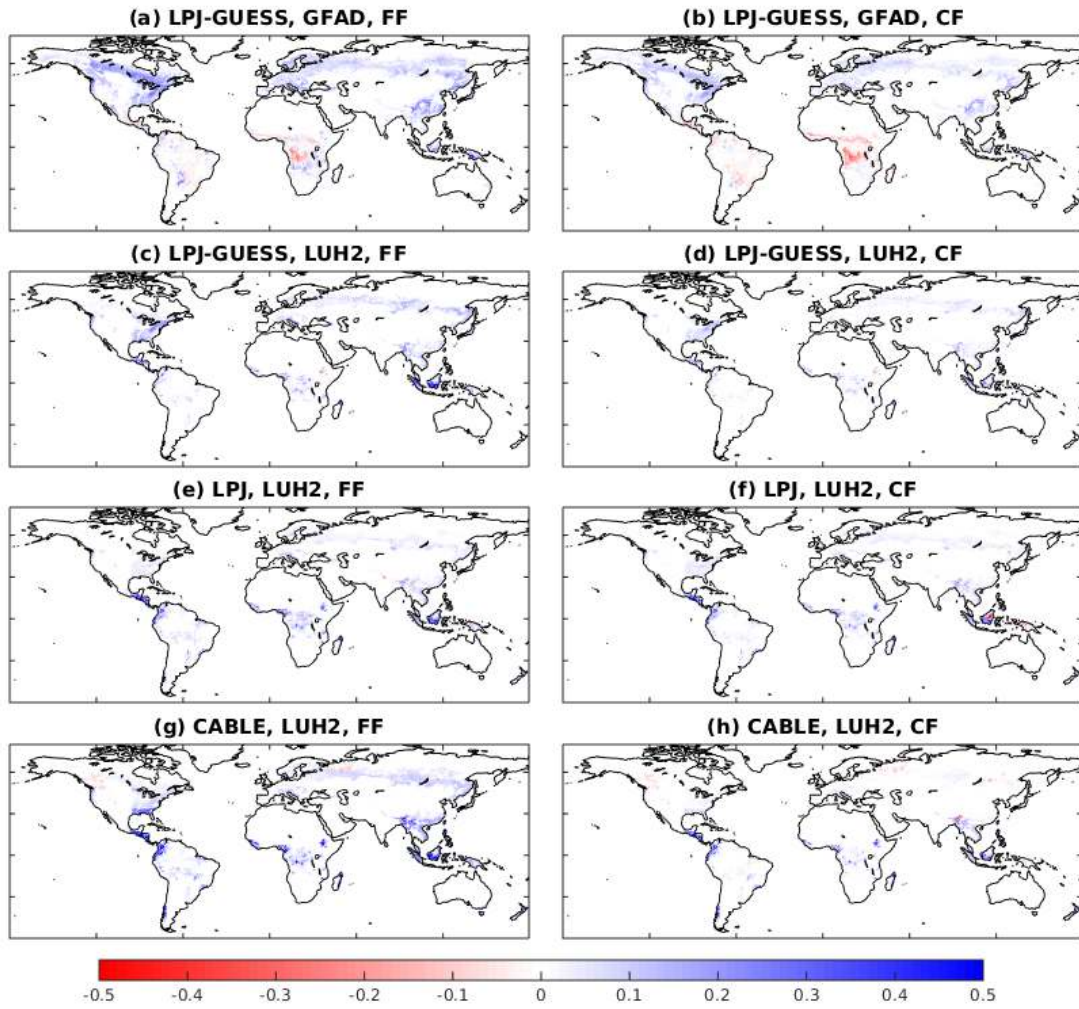 (a) LPJ-GUESS, GFAD, FF
(b) LPJ-GUESS, GFAD, CF
(c) LPJ-GUESS, LUH2, FF
(d) LPJ-GUESS, LUH2, CF
(e) LPJ, LUH2, FF
(f) LPJ, LUH2, CF
(g) CABLE, LUH2, FF
(h) CABLE, LUH2, CF
-0.5 -0.4 -0.3 -0.2 -0.1 0 0.1 0.2 0.3 0.4 0.5